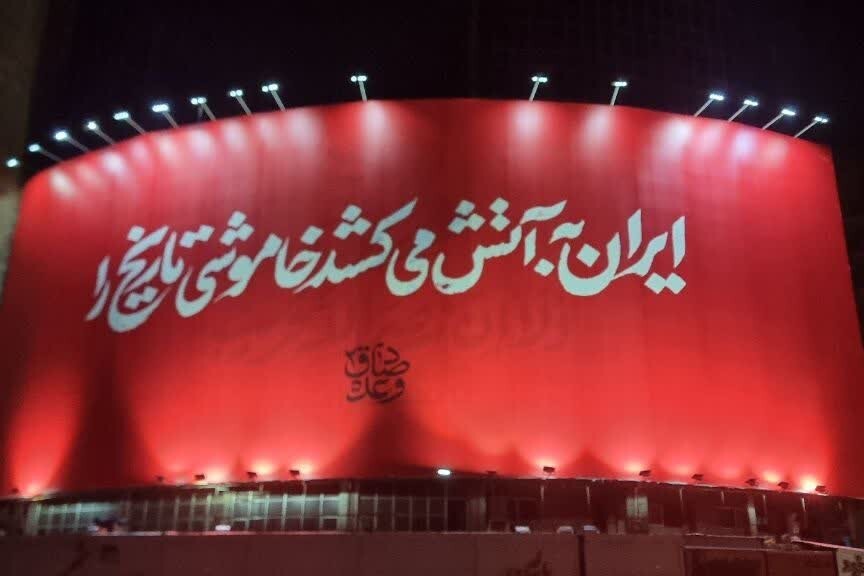 ایران به آتش می کشد خاموشی تاریخ را
وعده صادق